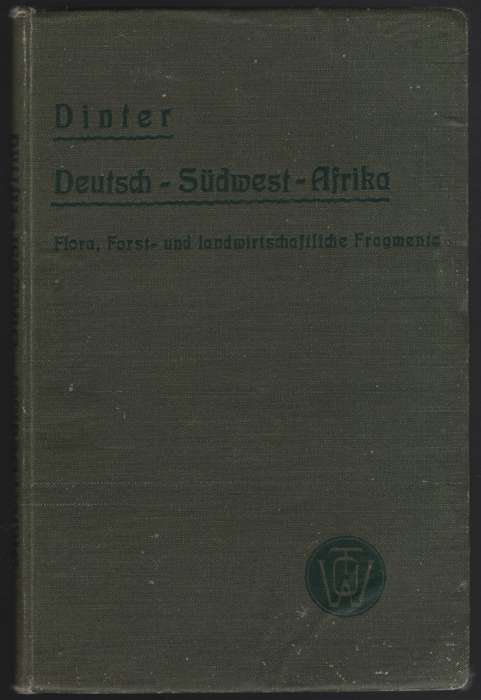 Dinter
Deutsch - Südwest - Afrika
Flora, Forst- und landwirtschaftliche Fragmente